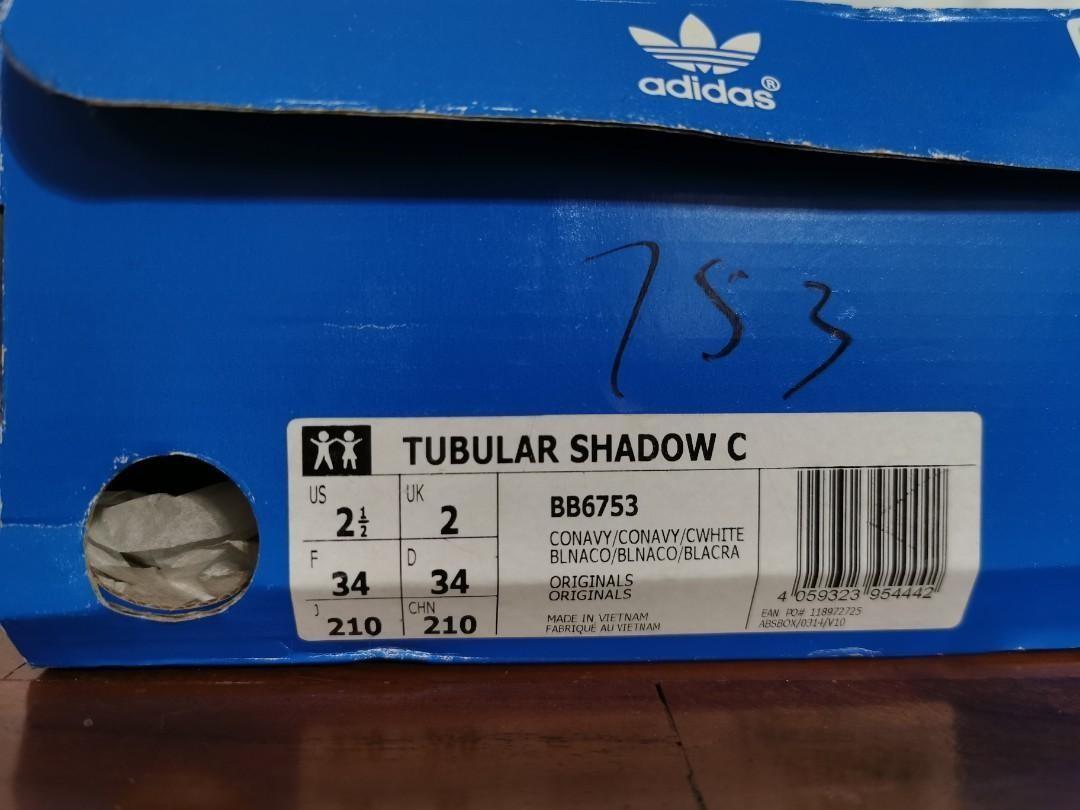 adidas®
753
TUBULAR SHADOW C
US 2½ UK 2
F 34 D 34
J 210 CHN 210
BB6753
CONAVY/CONAVY/CWHITE
BLNACO/BLNACO/BLACRA
ORIGINALS
ORIGINALS
MADE IN VIETNAM
FABRIQUÉ AU VIETNAM
4 059323 954442
EAN PO# 118972725
ABSBOX/0314/V10